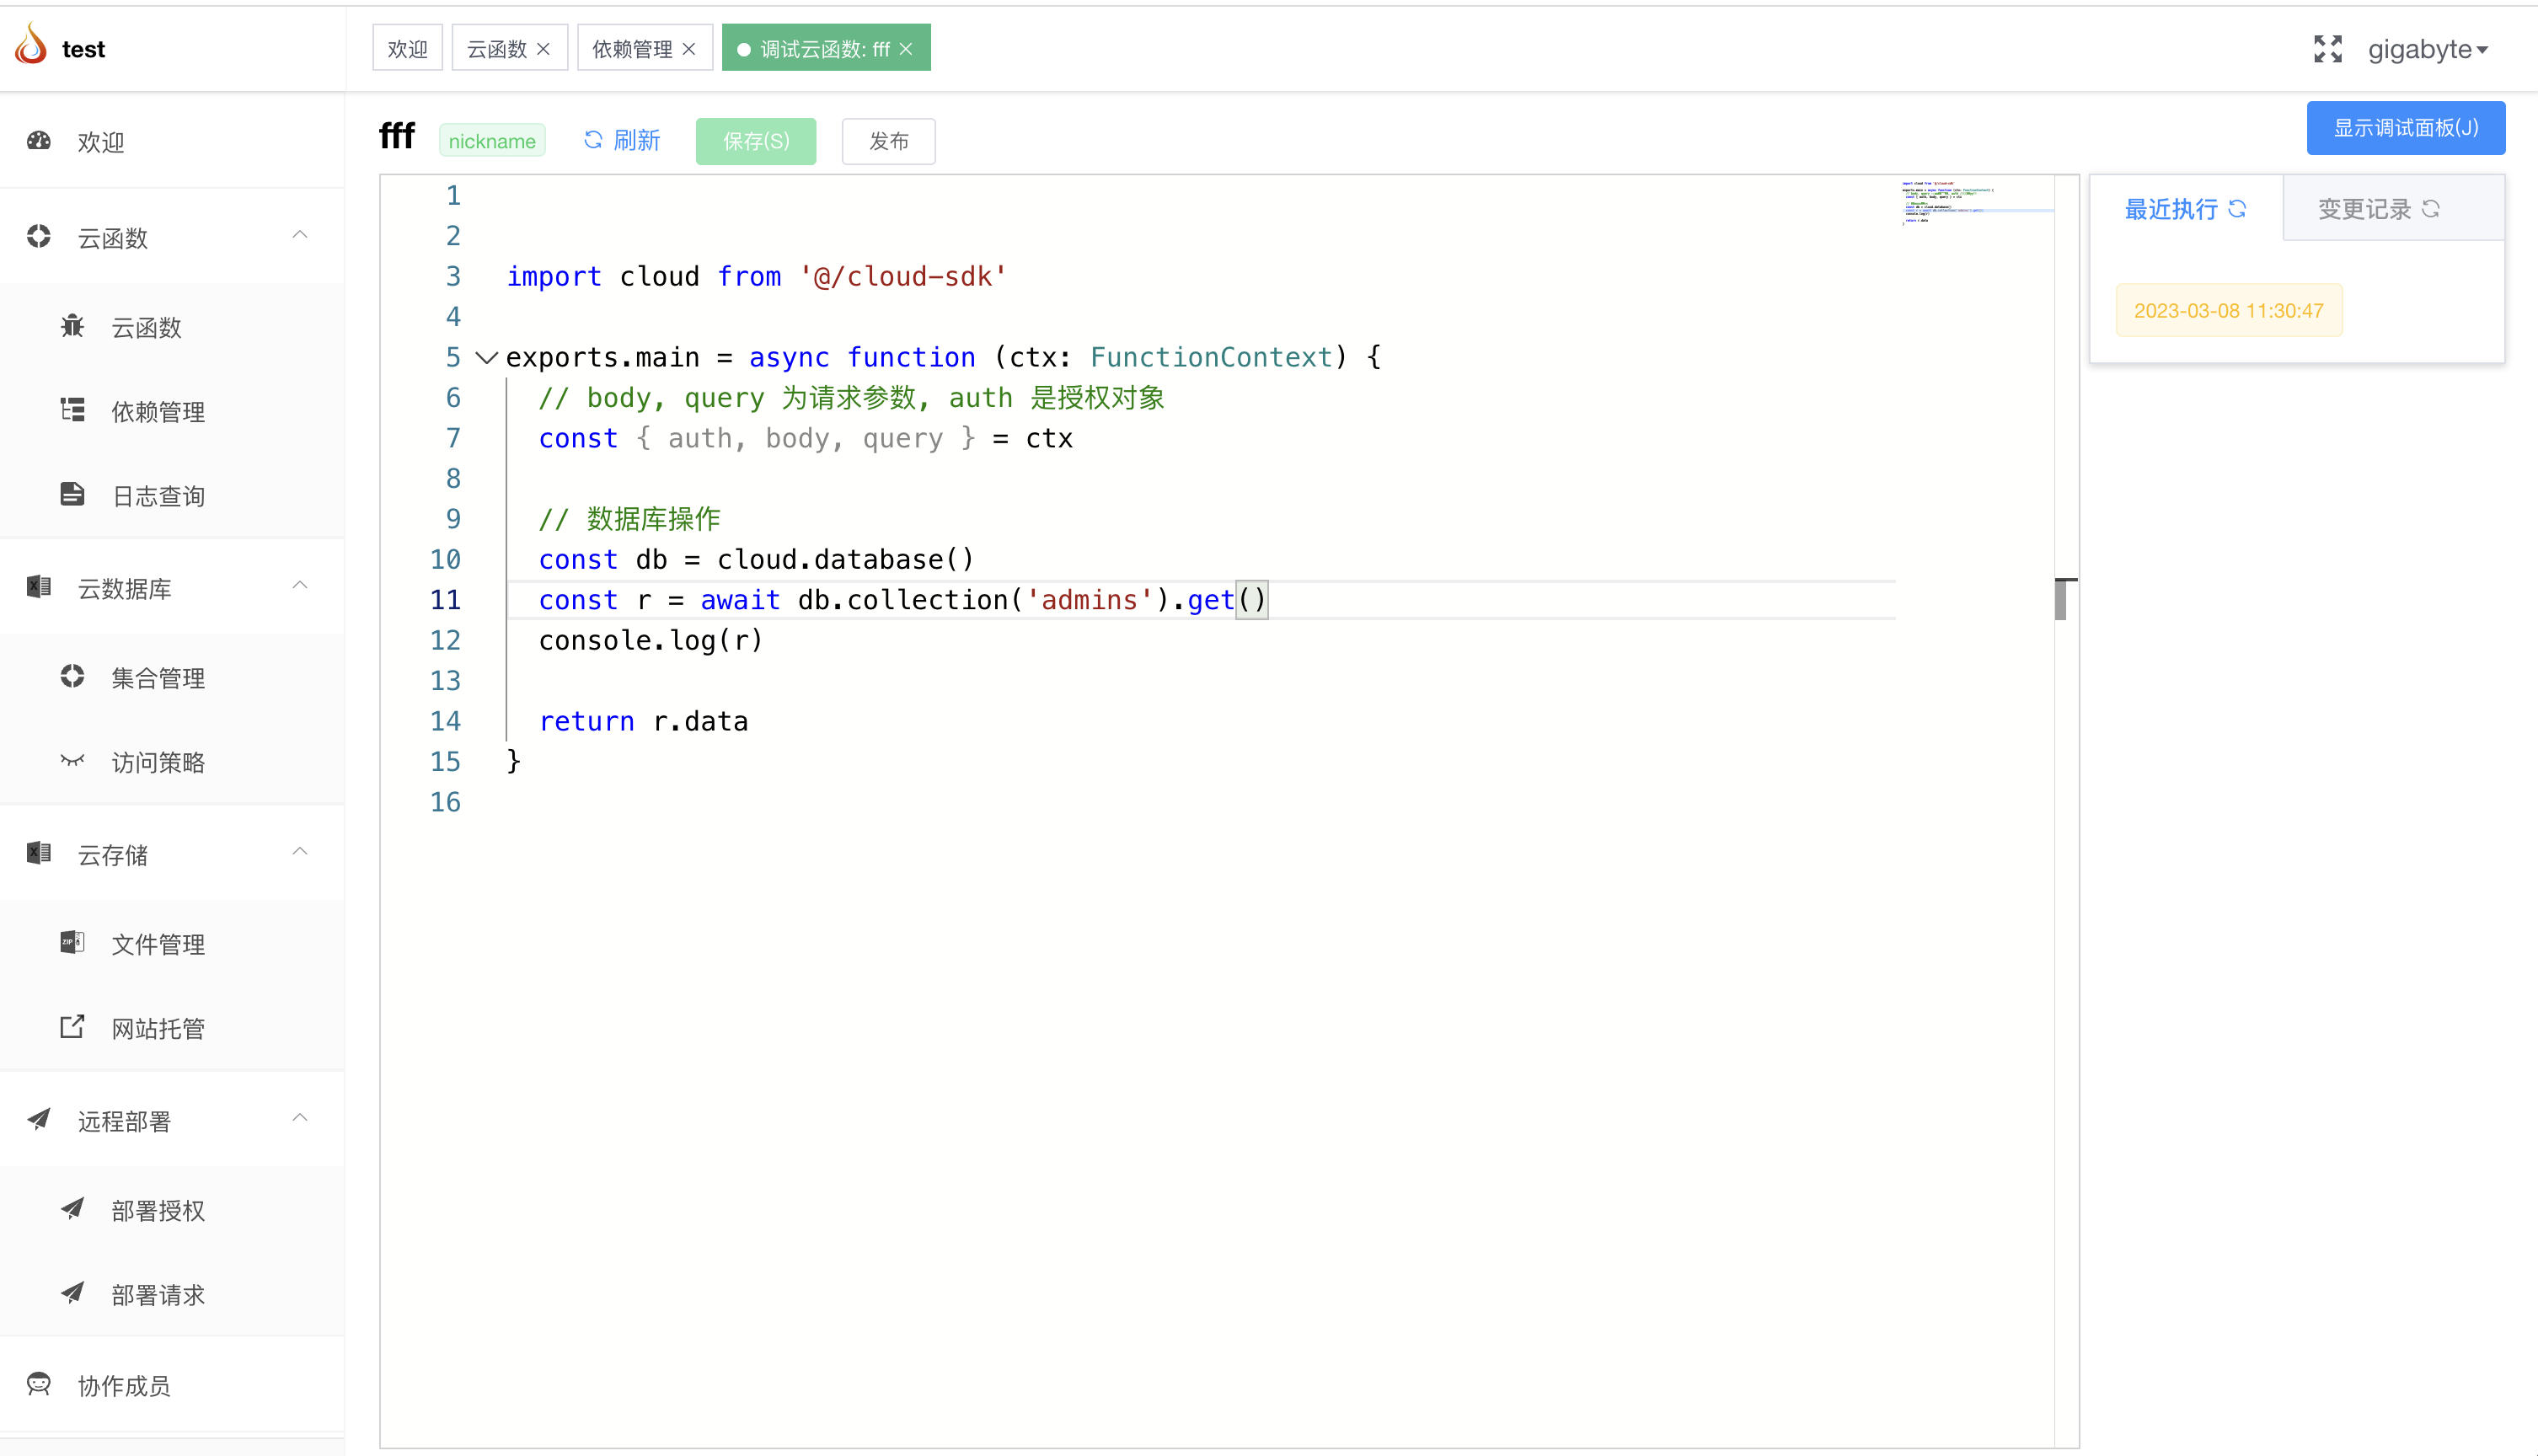 test
欢迎
云函数
依赖管理
调试云函数: fff
gigabyte
欢迎
云函数
云函数
依赖管理
日志查询
云数据库
集合管理
访问策略
云存储
文件管理
网站托管
远程部署
部署授权
部署请求
协作成员
fff
nickname
刷新
保存(S)
发布
显示调试面板(J)
1
2
3 import cloud from '@/cloud-sdk'
4
5 exports.main = async function (ctx: FunctionContext) {
6 // body, query 为请求参数, auth 是授权对象
7 const { auth, body, query } = ctx
8
9 // 数据库操作
10 const db = cloud.database()
11 const r = await db.collection('admins').get()
12 console.log(r)
13
14 return r.data
15 }
16
最近执行
变更记录
2023-03-08 11:30:47